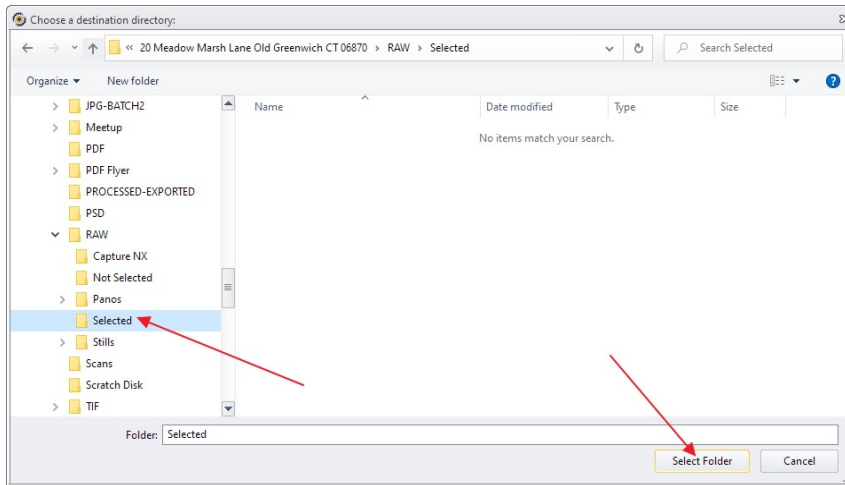 Choose a destination directory:
« 20 Meadow Marsh Lane Old Greenwich CT 06870 > RAW > Selected
Search Selected
Organize New folder
Name Date modified Type Size
No items match your search.
JPG-BATCH2
Meetup
PDF
PDF Flyer
PROCESSED-EXPORTED
PSD
RAW
Capture NX
Not Selected
Panos
Selected
Stills
Scans
Scratch Disk
TIF
Folder: Selected
Select Folder Cancel